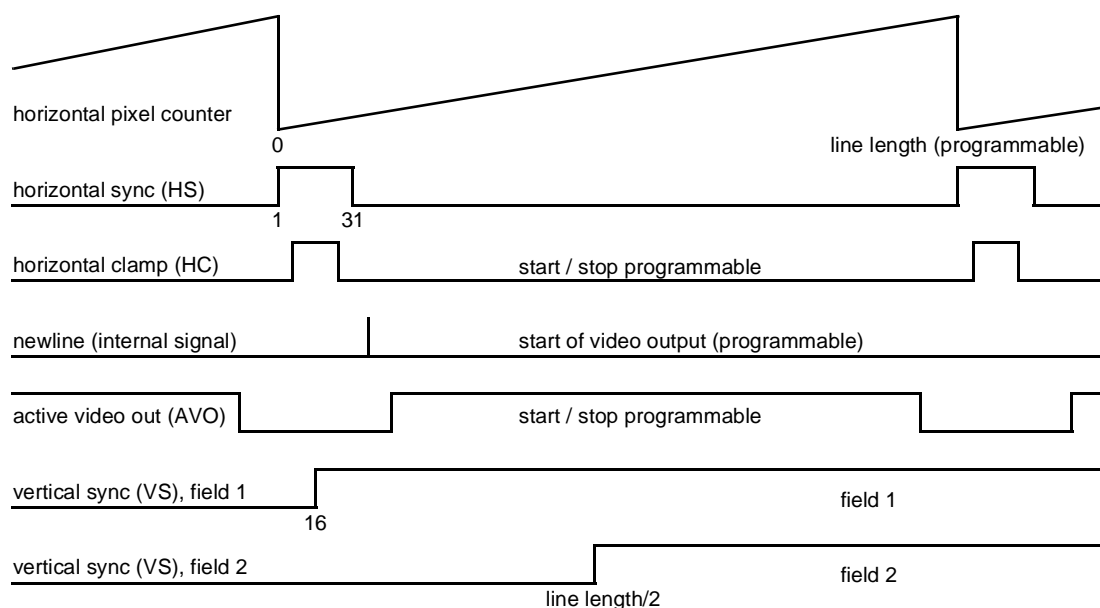 horizontal pixel counter
0
line length (programmable)
horizontal sync (HS)
1 31
horizontal clamp (HC) start / stop programmable
newline (internal signal) start of video output (programmable)
active video out (AVO) start / stop programmable
vertical sync (VS), field 1 field 1
16
vertical sync (VS), field 2 field 2
line length/2